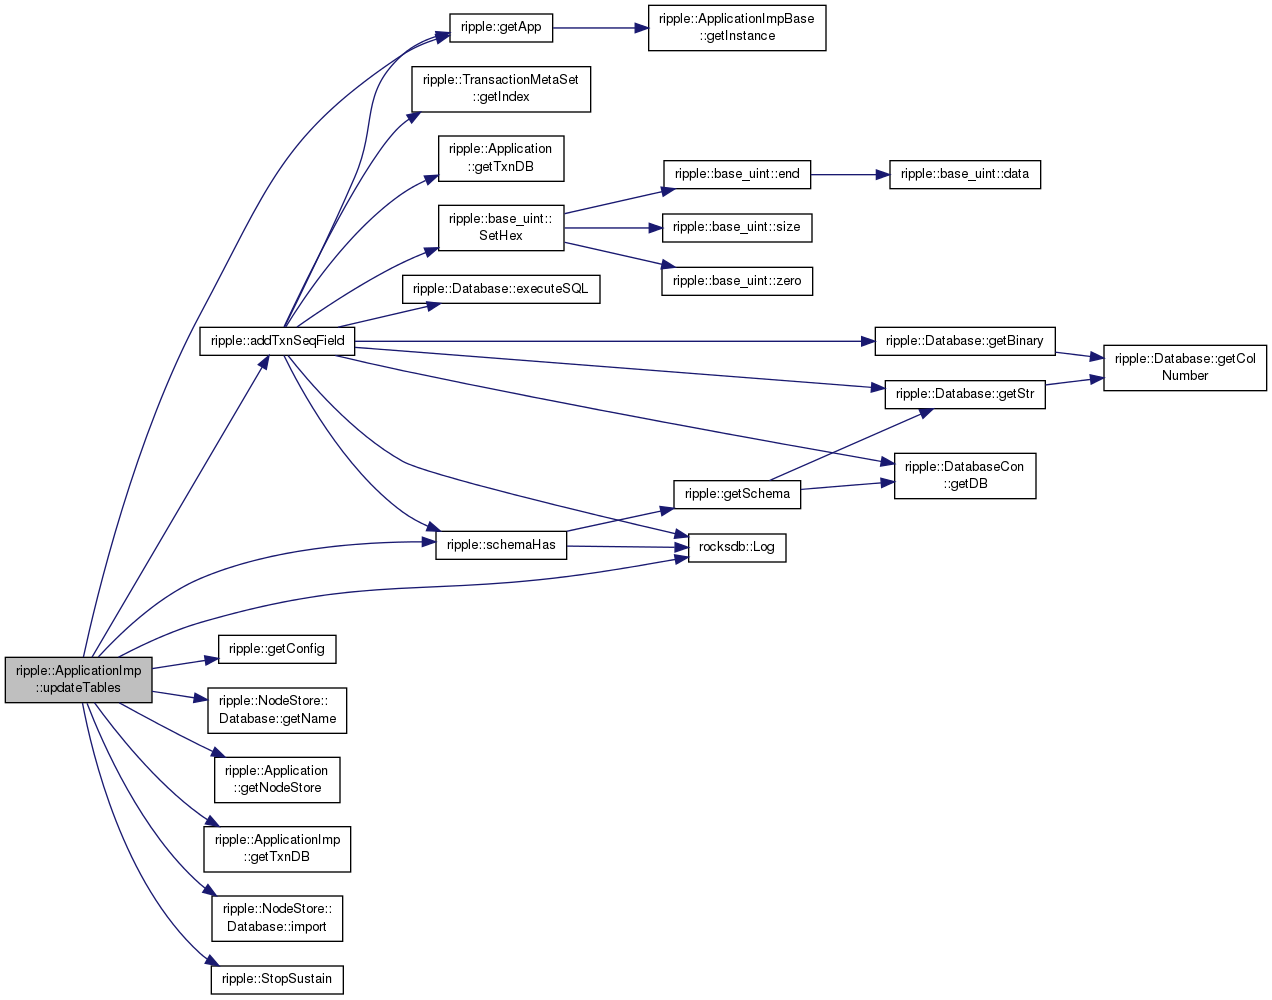 ripple::getApp
ripple::ApplicationImpBase
::getInstance
ripple::TransactionMetaSet
::getIndex
ripple::Application
::getTxnDB
ripple::base_uint::end
ripple::base_uint::data
ripple::base_uint::
SetHex
ripple::base_uint::size
ripple::base_uint::zero
ripple::Database::executeSQL
ripple::addTxnSeqField
ripple::Database::getBinary
ripple::Database::getCol
Number
ripple::Database::getStr
ripple::DatabaseCon
::getDB
ripple::getSchema
ripple::schemaHas
rocksdb::Log
ripple::getConfig
ripple::ApplicationImp
::updateTables
ripple::NodeStore::
Database::getName
ripple::Application
::getNodeStore
ripple::ApplicationImp
::getTxnDB
ripple::NodeStore::
Database::import
ripple::StopSustain